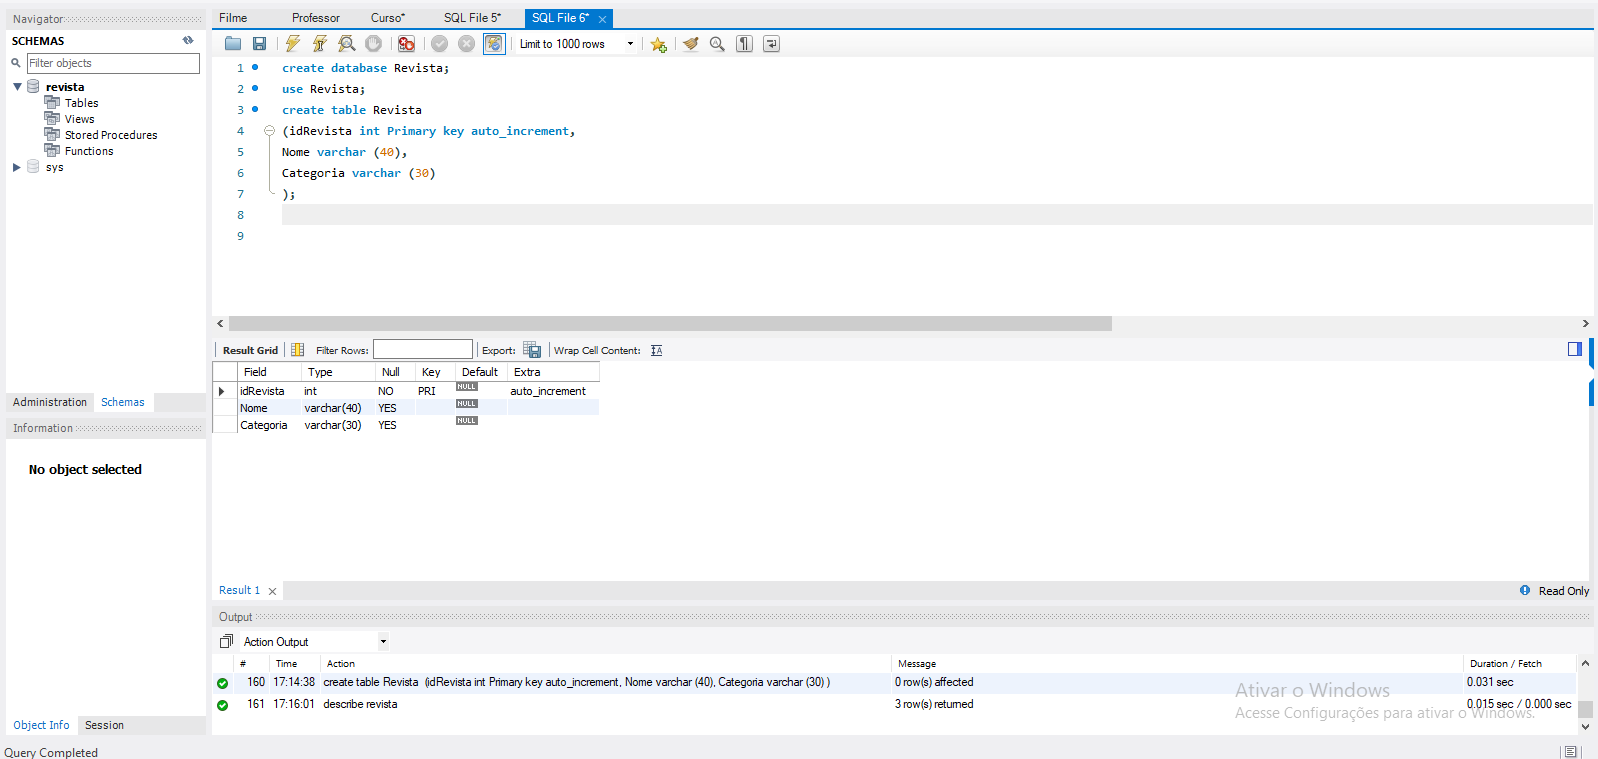 Navigator
SCHEMAS
Filter objects
revista
Tables
Views
Stored Procedures
Functions
sys
Administration Schemas
Information
No object selected
Object Info Session
Query Completed
Filme Professor Curso* SQL File 5* SQL File 6*
Limit to 1000 rows
1 create database Revista;
2 use Revista;
3 create table Revista
4 (idRevista int Primary key auto_increment,
5 Nome varchar (40),
6 Categoria varchar (30)
7 );
8
9
Result Grid Filter Rows: Export: Wrap Cell Content:
Field Type Null Key Default Extra
idRevista int NO PRI NULL auto_increment
Nome varchar(40) YES NULL
Categoria varchar(30) YES NULL
Result 1 Read Only
Output
Action Output
# Time Action Message Duration / Fetch
160 17:14:38 create table Revista (idRevista int Primary key auto_increment, Nome varchar (40), Categoria varchar (30) ) 0 row(s) affected 0.031 sec
161 17:16:01 describe revista 3 row(s) returned 0.015 sec / 0.000 sec
Ativar o Windows
Acesse Configurações para ativar o Windows.